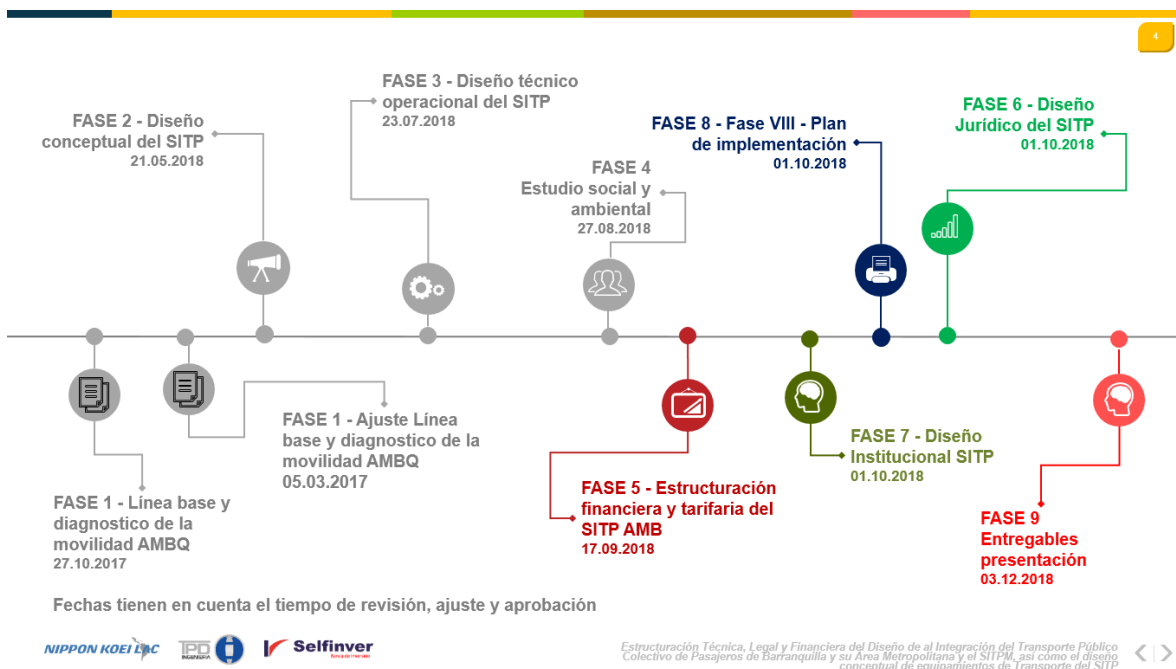 4
FASE 3 - Diseño técnico
operacional del SITP
23.07.2018
FASE 2 - Diseño
conceptual del SITP
21.05.2018
FASE 8 - Fase VIII - Plan
de implementación
01.10.2018
FASE 6 - Diseño
Jurídico del SITP
01.10.2018
FASE 4
Estudio social y
ambiental
27.08.2018
FASE 1 - Línea base y
diagnostico de la
movilidad AMBQ
27.10.2017
FASE 1 - Ajuste Línea
base y diagnostico de la
movilidad AMBQ
05.03.2017
FASE 5 - Estructuración
financiera y tarifaria del
SITP AMB
17.09.2018
FASE 7 - Diseño
Institucional SITP
01.10.2018
FASE 9
Entregables
presentación
03.12.2018
Fechas tienen en cuenta el tiempo de revisión, ajuste y aprobación
NIPPON KOEI LAC
TPD
INGENIERIA
Selfinver
Banca de Inversión
Estructuración Técnica, Legal y Financiera del Diseño de al Integración del Transporte Público
Colectivo de Pasajeros de Barranquilla y su Área Metropolitana y el SITPM, así como el diseño
conceptual de equipamientos de Transporte del SITP